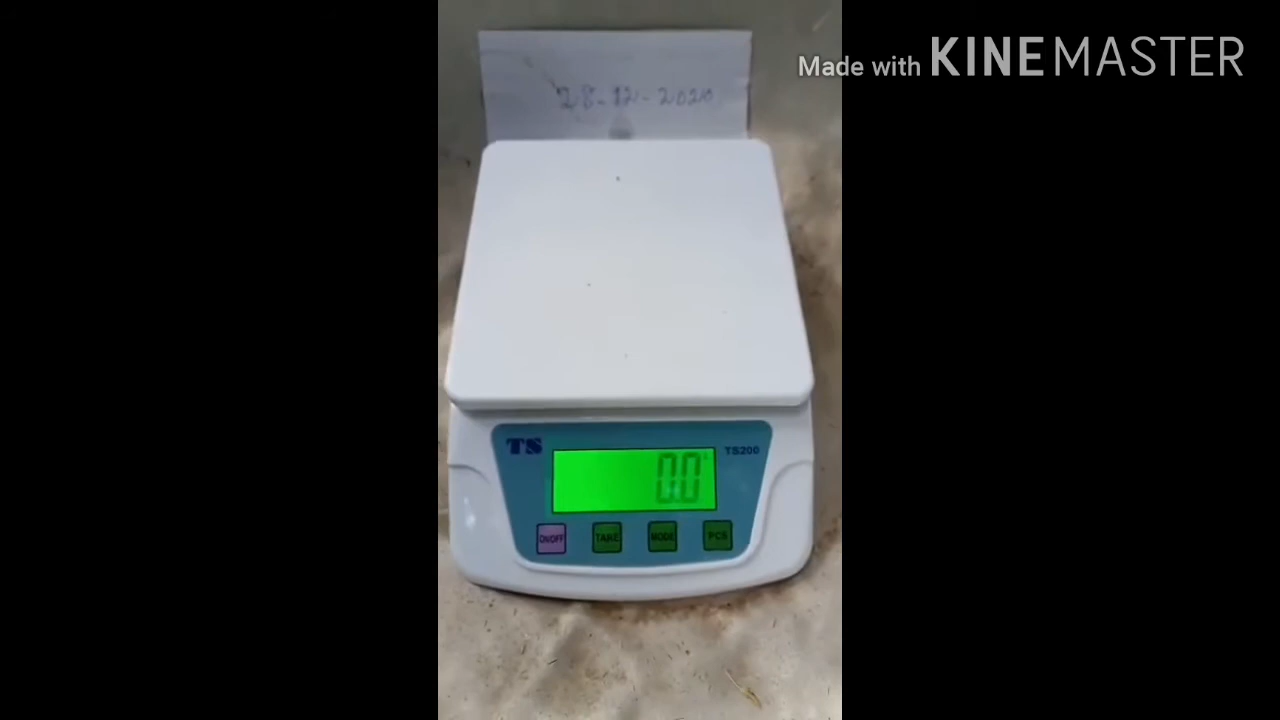 Made with KINEMASTER
28-12-2020
TS
TS200
0.0
ON/OFF TARE MODE PCS